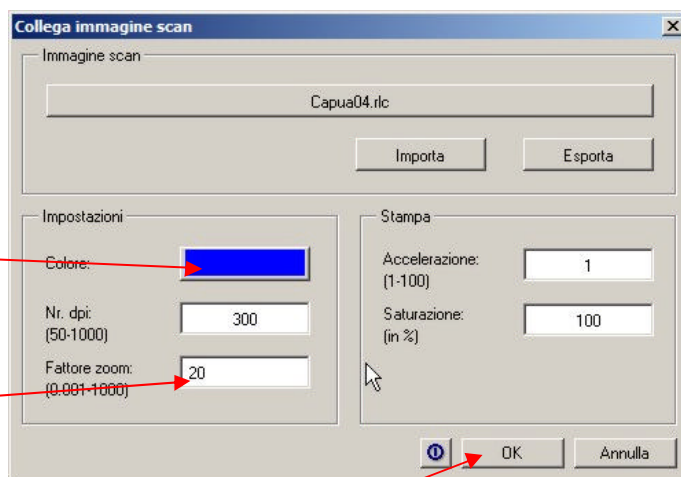 Collega immagine scan
Immagine scan
Capua04.rlc
Importa Esporta
Impostazioni
Colore:
Nr. dpi: 300
(50-1000)
Fattore zoom: 20
(0.001-1000)
Stampa
Accelerazione: 1
(1-100)
Saturazione: 100
(in %)
OK Annulla